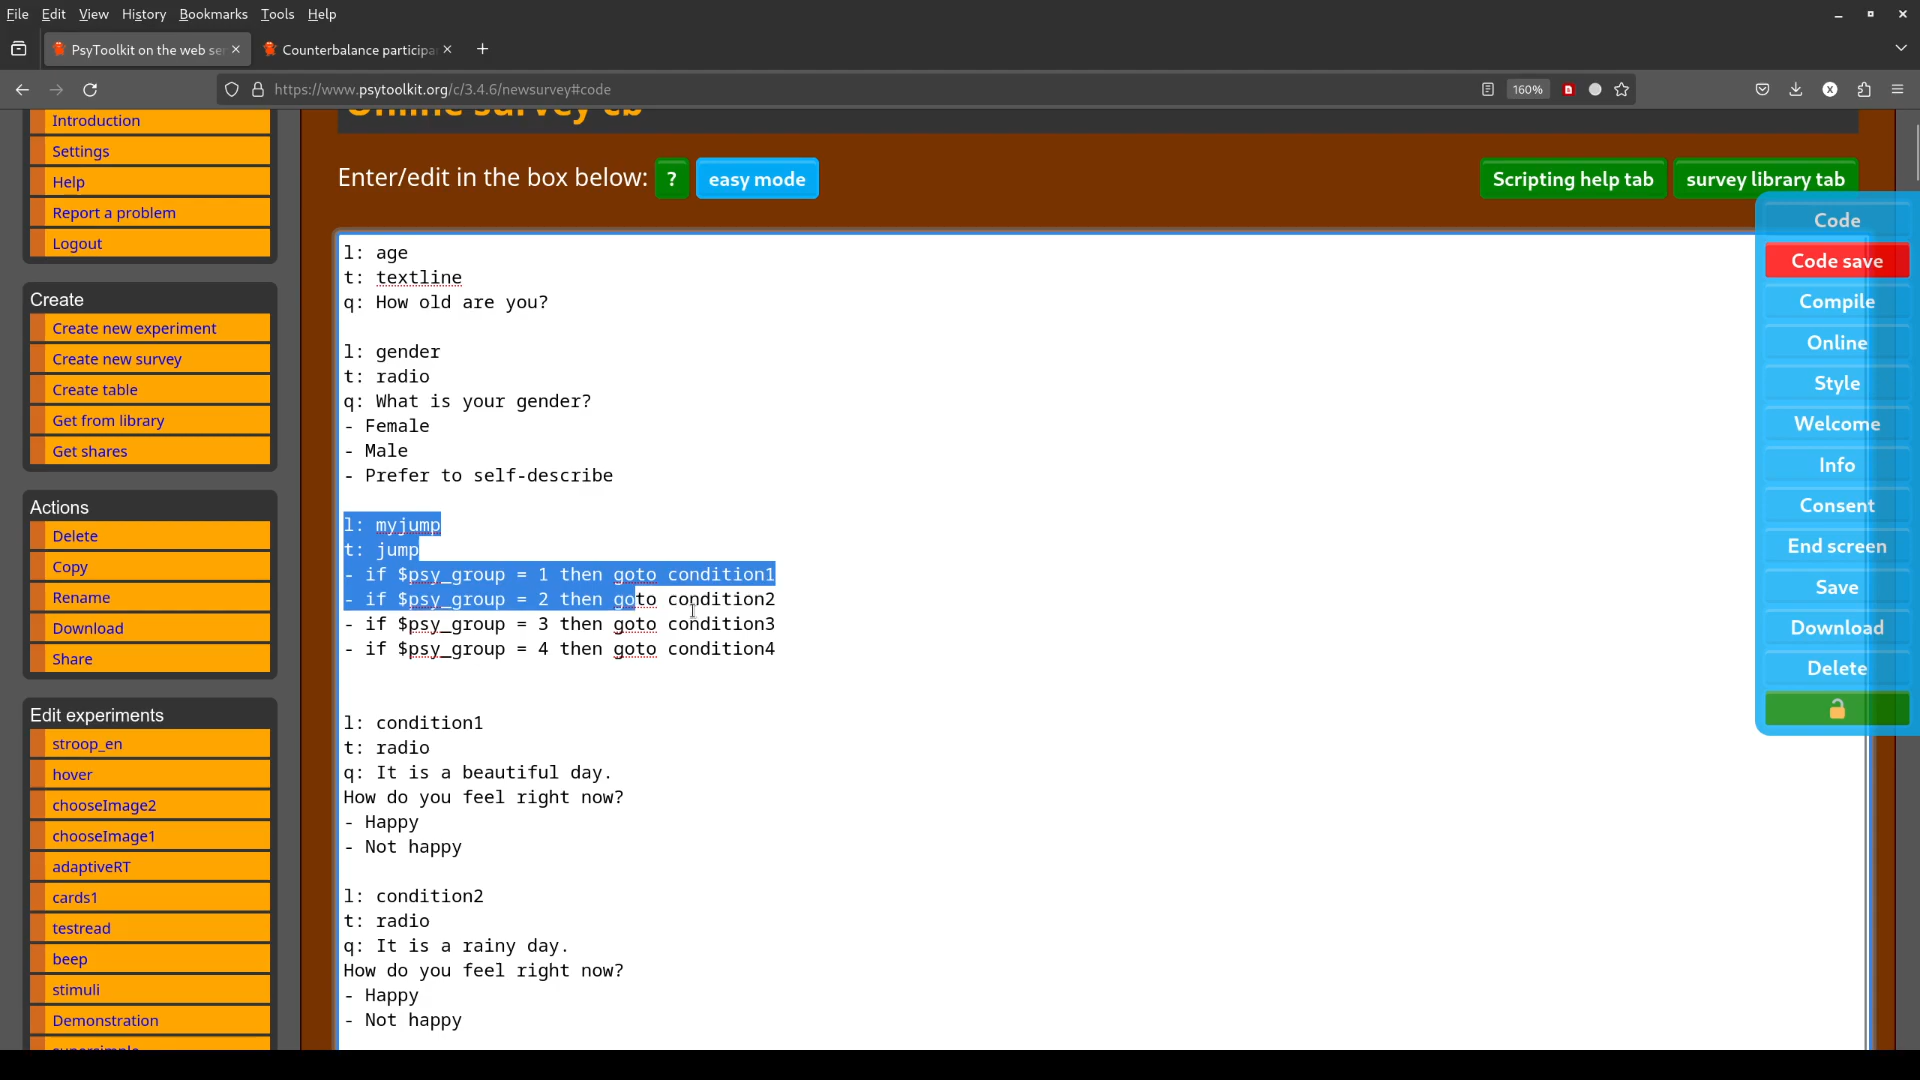 File Edit View History Bookmarks Tools Help
PsyToolkit on the web se
Counterbalance participa
https://www.psytoolkit.org/c/3.4.6/newsurvey#code
160%
Introduction
Settings
Help
Report a problem
Logout
Create
Create new experiment
Create new survey
Create table
Get from library
Get shares
Actions
Delete
Copy
Rename
Download
Share
Edit experiments
stroop_en
hover
chooseImage2
chooseImage1
adaptiveRT
cards1
testread
beep
stimuli
Demonstration
Online survey cb
Enter/edit in the box below: ? easy mode
Scripting help tab
survey library tab
l: age
t: textline
q: How old are you?
l: gender
t: radio
q: What is your gender?
- Female
- Male
- Prefer to self-describe
l: myjump
t: jump
- if $psy_group = 1 then goto condition1
- if $psy_group = 2 then goto condition2
- if $psy_group = 3 then goto condition3
- if $psy_group = 4 then goto condition4
l: condition1
t: radio
q: It is a beautiful day.
How do you feel right now?
- Happy
- Not happy
l: condition2
t: radio
q: It is a rainy day.
How do you feel right now?
- Happy
- Not happy
Code
Code save
Compile
Online
Style
Welcome
Info
Consent
End screen
Save
Download
Delete